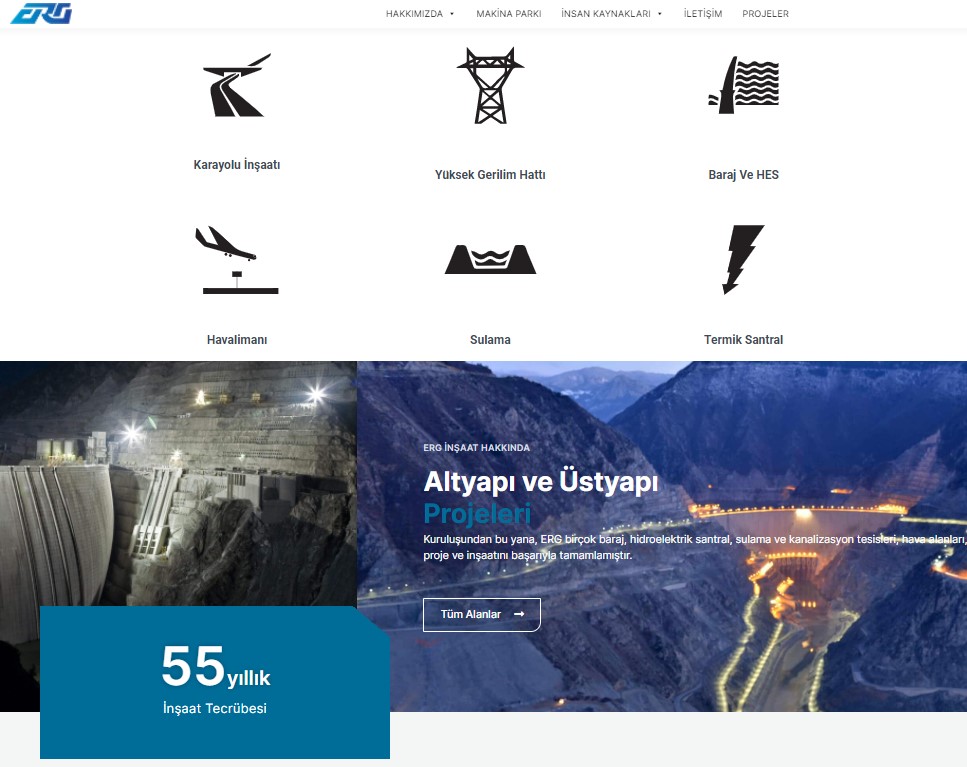 ERG
HAKKIMIZDA
MAKİNA PARKI
İNSAN KAYNAKLARI
İLETİŞİM
PROJELER
Karayolu İnşaatı
Yüksek Gerilim Hattı
Baraj Ve HES
Havalimanı
Sulama
Termik Santral
ERG İNŞAAT HAKKINDA
Altyapı ve Üstyapı
Projeleri
Kuruluşundan bu yana, ERG birçok baraj, hidroelektrik santral, sulama ve kanalizasyon tesisleri, hava alanları,
proje ve inşaatını başarıyla tamamlamıştır.
Tüm Alanlar
55 yıllık
İnşaat Tecrübesi